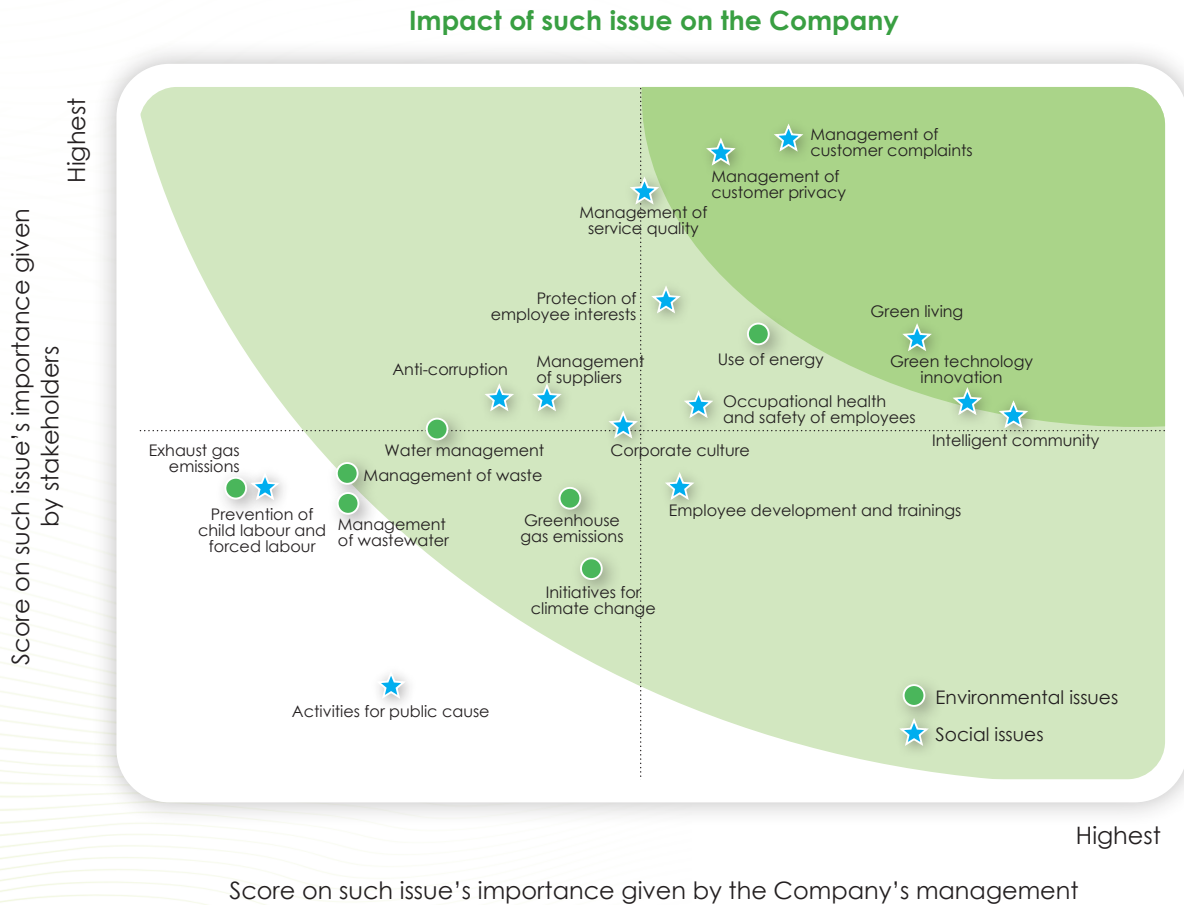 Impact of such issue on the Company
Highest
Score on such issue's importance given
by stakeholders
Management of
customer complaints
Management of
customer privacy
Management of
service quality
Protection of
employee interests
Green living
Use of energy
Green technology
innovation
Anti-corruption
Management
of suppliers
Occupational health
and safety of employees
Intelligent community
Water management
Corporate culture
Exhaust gas
emissions
Management of waste
Prevention of
child labour and
forced labour
Management
of wastewater
Greenhouse
gas emissions
Employee development and trainings
Initiatives for
climate change
Activities for public cause
Environmental issues
Social issues
Highest
Score on such issue's importance given by the Company's management